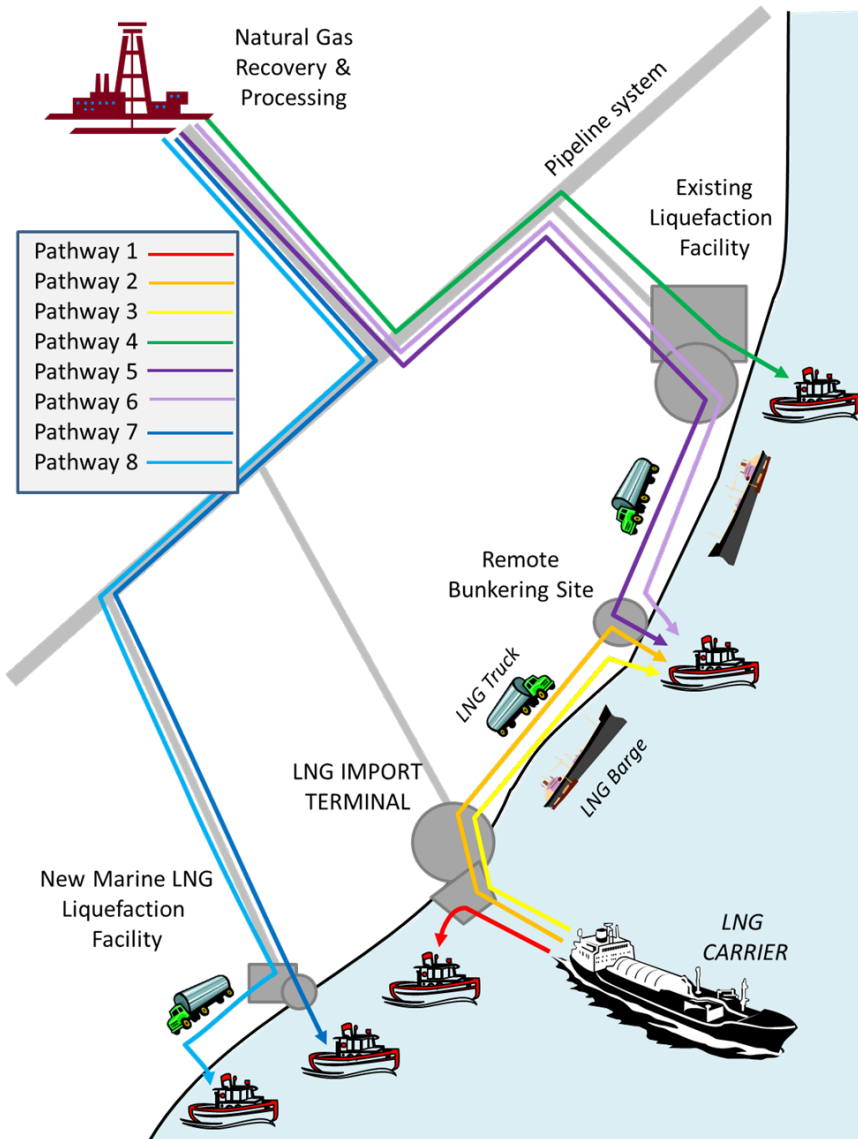 Natural Gas
Recovery &
Processing
Pipeline system
Existing
Liquefaction
Facility
Pathway 1
Pathway 2
Pathway 3
Pathway 4
Pathway 5
Pathway 6
Pathway 7
Pathway 8
Remote
Bunkering Site
LNG Truck
LNG IMPORT
TERMINAL
LNG Barge
New Marine LNG
Liquefaction
Facility
LNG
CARRIER